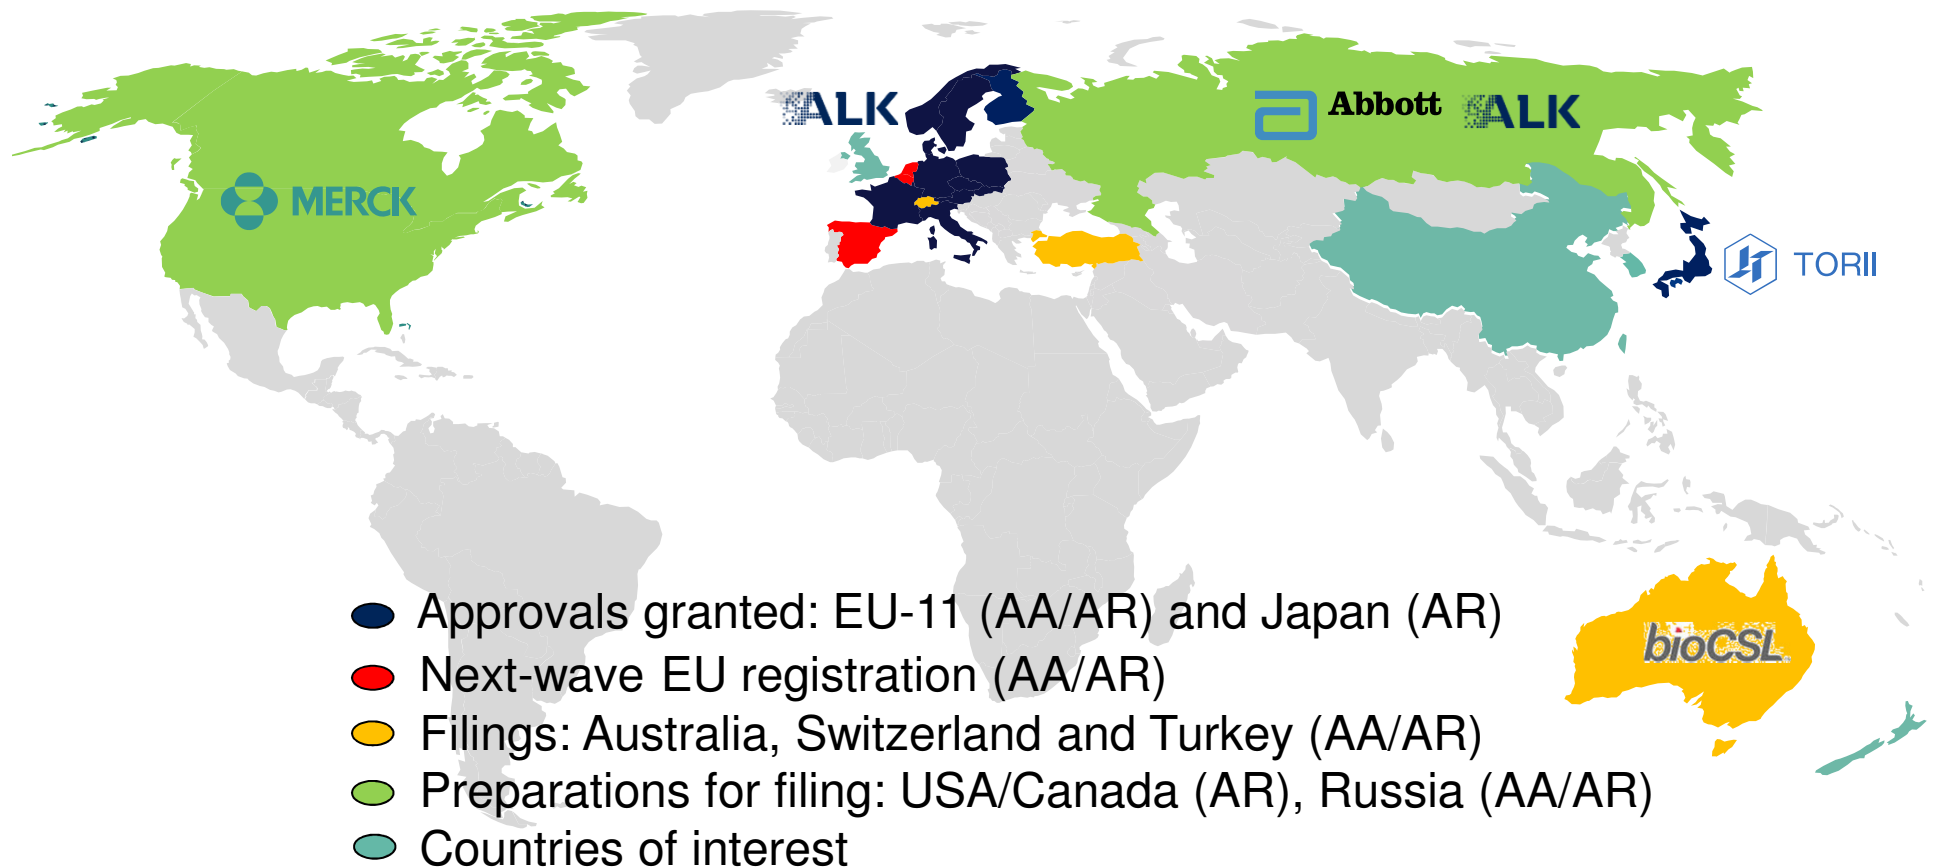 ALK
Abbott ALK
MERCK
TORII
Approvals granted: EU-11 (AA/AR) and Japan (AR)
bioCSL
Next-wave EU registration (AA/AR)
Filings: Australia, Switzerland and Turkey (AA/AR)
Preparations for filing: USA/Canada (AR), Russia (AA/AR)
Countries of interest